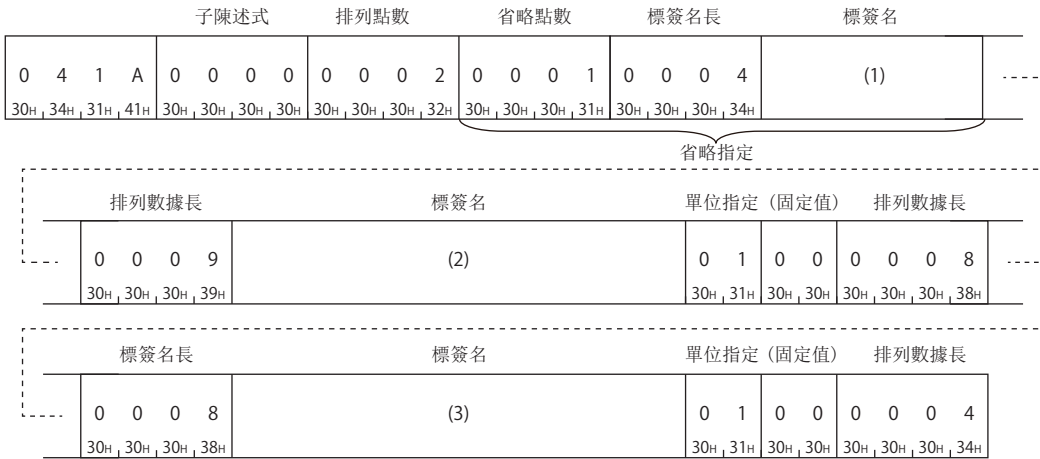 子陳述式 排列點數 省略點數 標簽名長 標簽名
0 4 1 A 0 0 0 0 0 0 0 2 0 0 0 1 0 0 0 4 (1)
30H 34H 31H 41H 30H 30H 30H 30H 30H 30H 30H 32H 30H 30H 30H 31H 30H 30H 30H 34H
省略指定
排列數據長 標簽名 單位指定 (固定值) 排列數據長
0 0 0 9 (2) 0 1 0 0 0 0 0 8
30H 30H 30H 39H 30H 31H 30H 30H 30H 30H 30H 38H
標簽名長 標簽名 單位指定 (固定值) 排列數據長
0 0 0 8 (3) 0 1 0 0 0 0 0 4
30H 30H 30H 38H 30H 31H 30H 30H 30H 30H 30H 34H